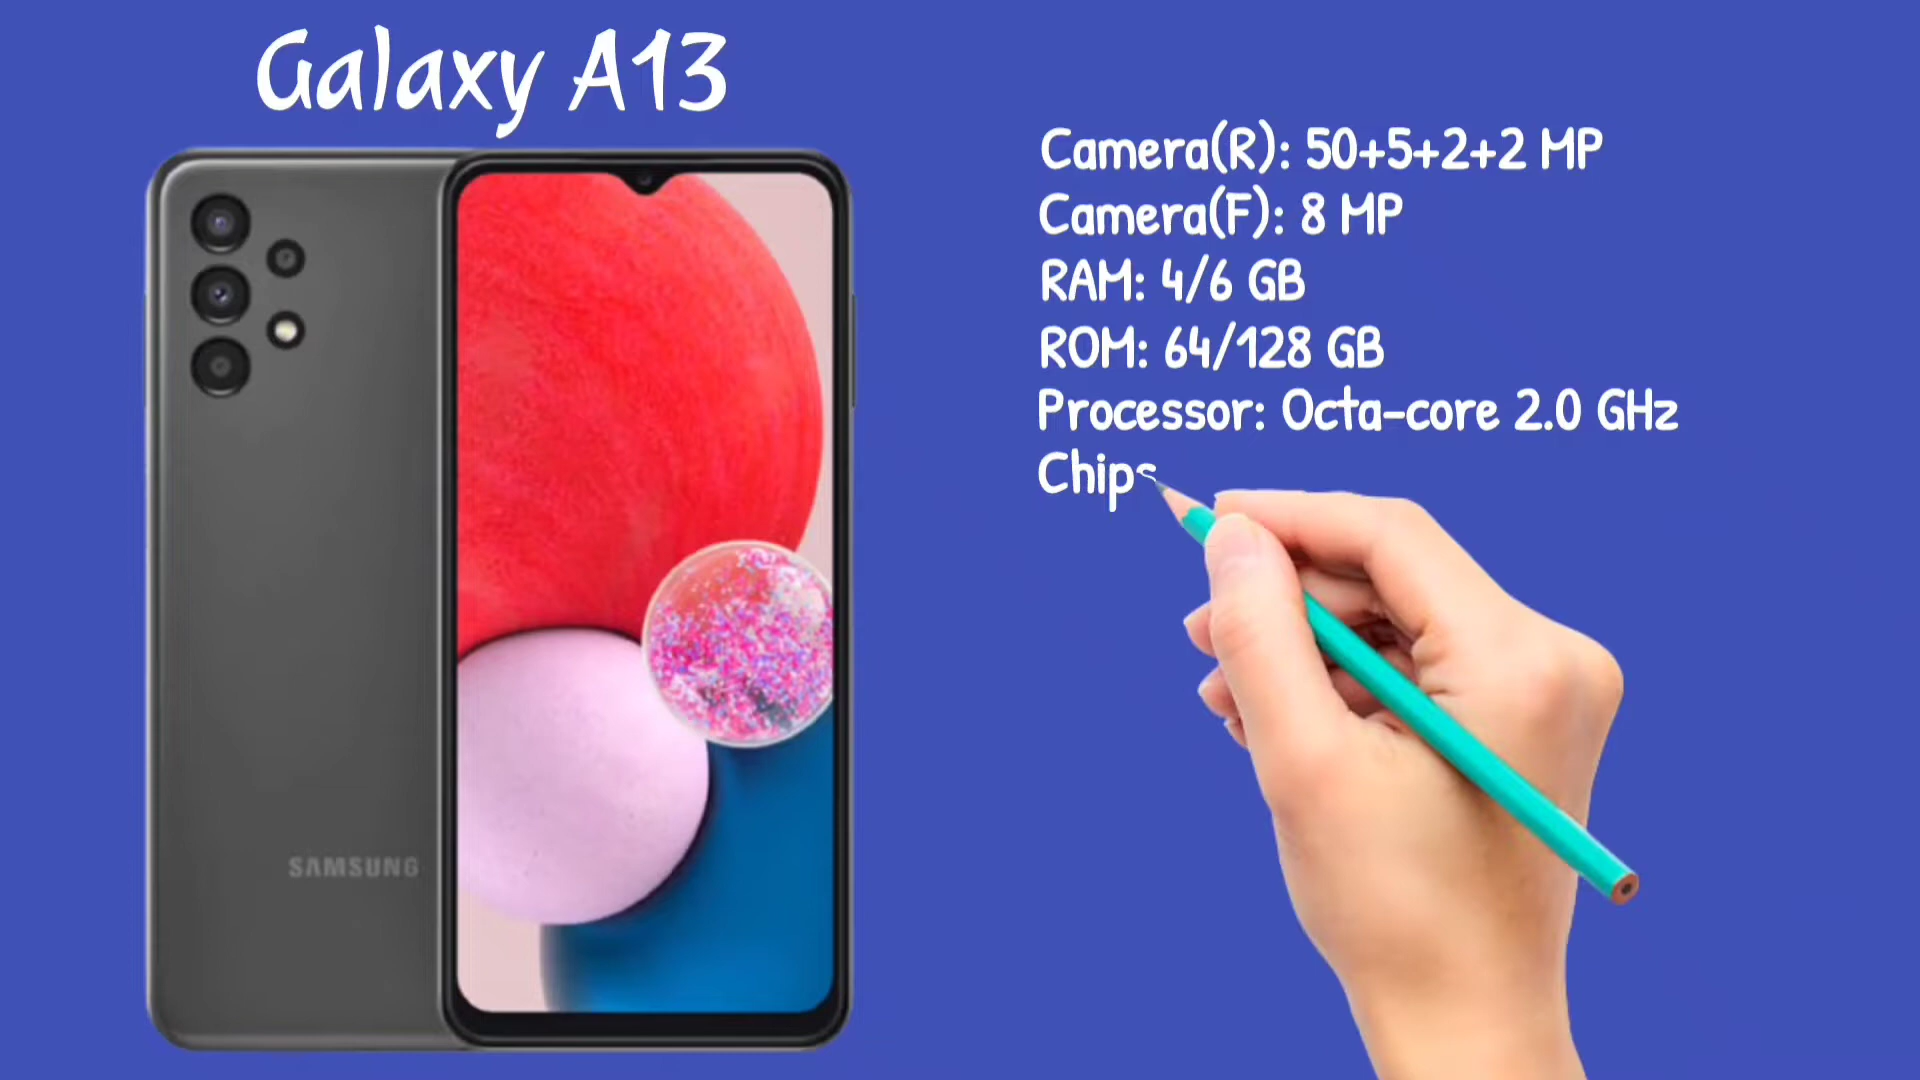 Galaxy A13
Camera(R): 50+5+2+2 MP
Camera(F): 8 MP
RAM: 4/6 GB
ROM: 64/128 GB
Processor: Octa-core 2.0 GHz
Chips
SAMSUNG